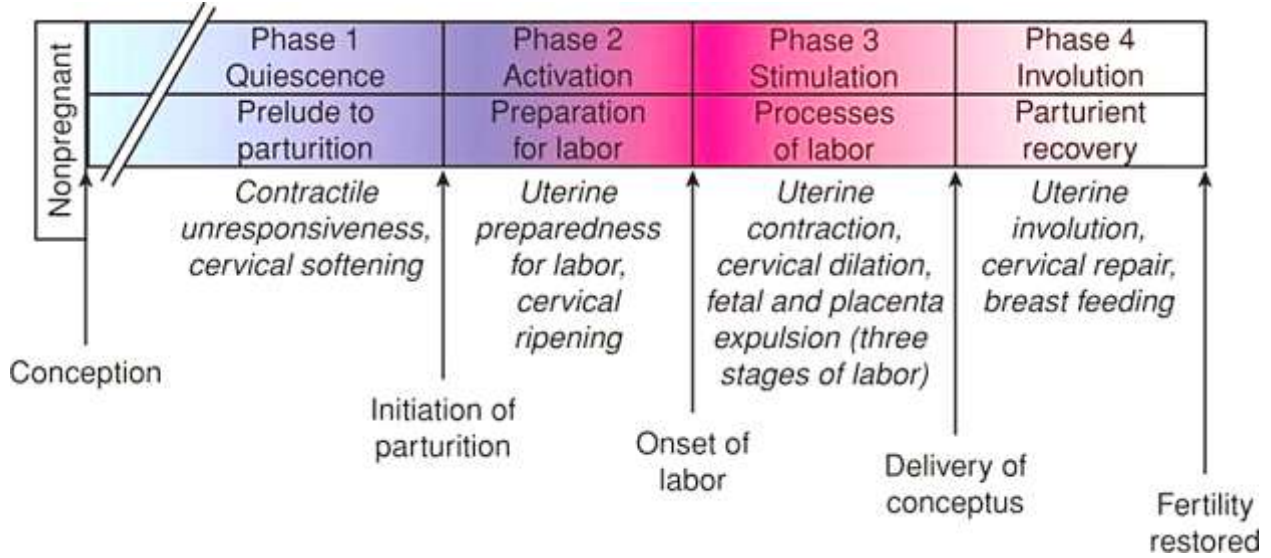 Nonpregnant
Phase 1
Quiescence
Prelude to
parturition
Contractile
unresponsiveness,
cervical softening
Phase 2
Activation
Preparation
for labor
Uterine
preparedness
for labor,
cervical
ripening
Phase 3
Stimulation
Processes
of labor
Uterine
contraction,
cervical dilation,
fetal and placenta
expulsion (three
stages of labor)
Phase 4
Involution
Parturient
recovery
Uterine
involution,
cervical repair,
breast feeding
Conception
Initiation of
parturition
Onset of
labor
Delivery of
conceptus
Fertility
restored